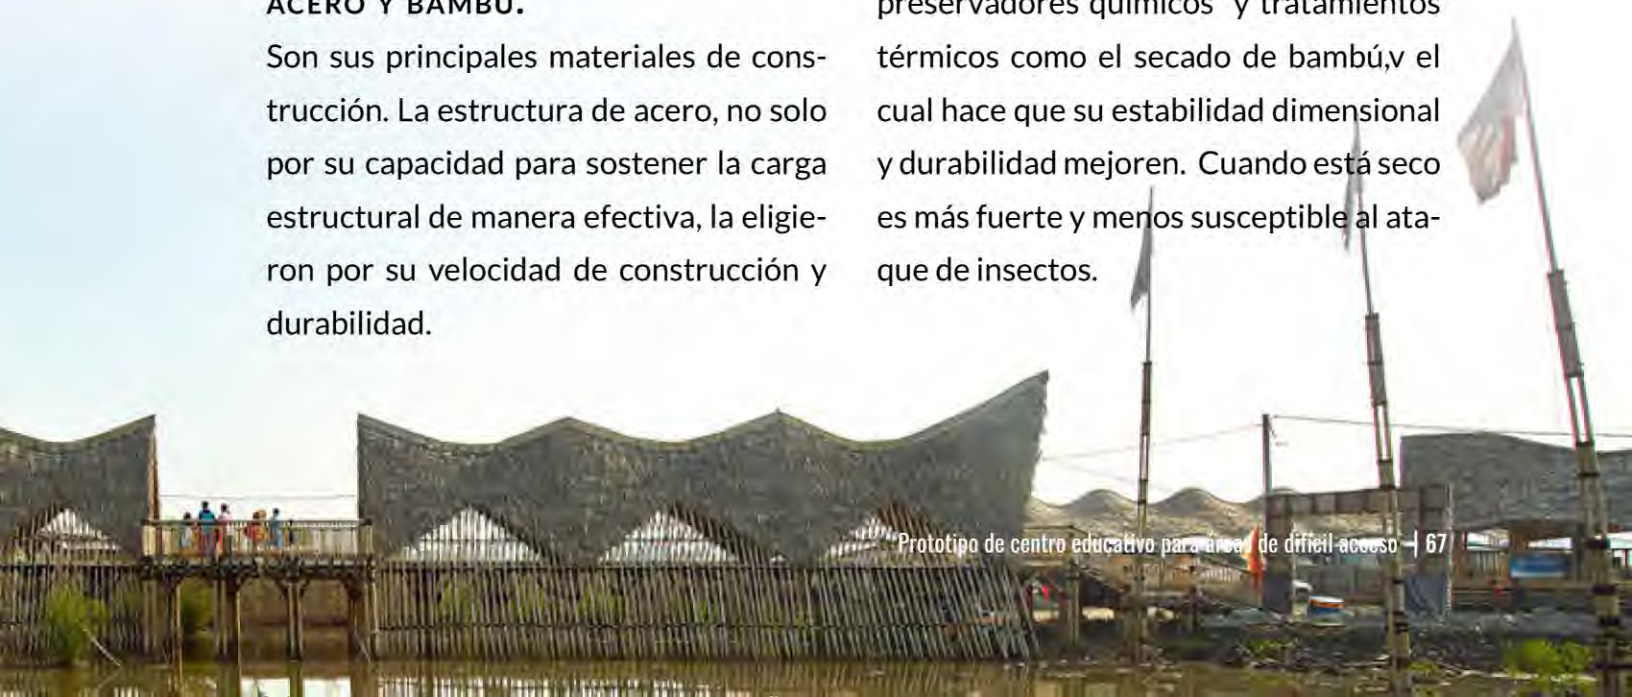 ACERO Y BAMBÚ.
Son sus principales materiales de cons-
trucción. La estructura de acero, no solo
por su capacidad para sostener la carga
estructural de manera efectiva, la eligie-
ron por su velocidad de construcción y
durabilidad.
preservadores químicos y tratamientos
térmicos como el secado de bambú,v el
cual hace que su estabilidad dimensional
y durabilidad mejoren. Cuando está seco
es más fuerte y menos susceptible al ata-
que de insectos.
Prototipo de centro educativo para áreas de difícil acceso | 67